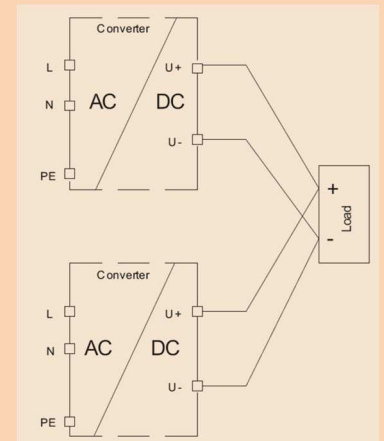 Converter
L U+
N AC DC
U-
PE
+
Load
-
Converter
L U+
N AC DC
U-
PE